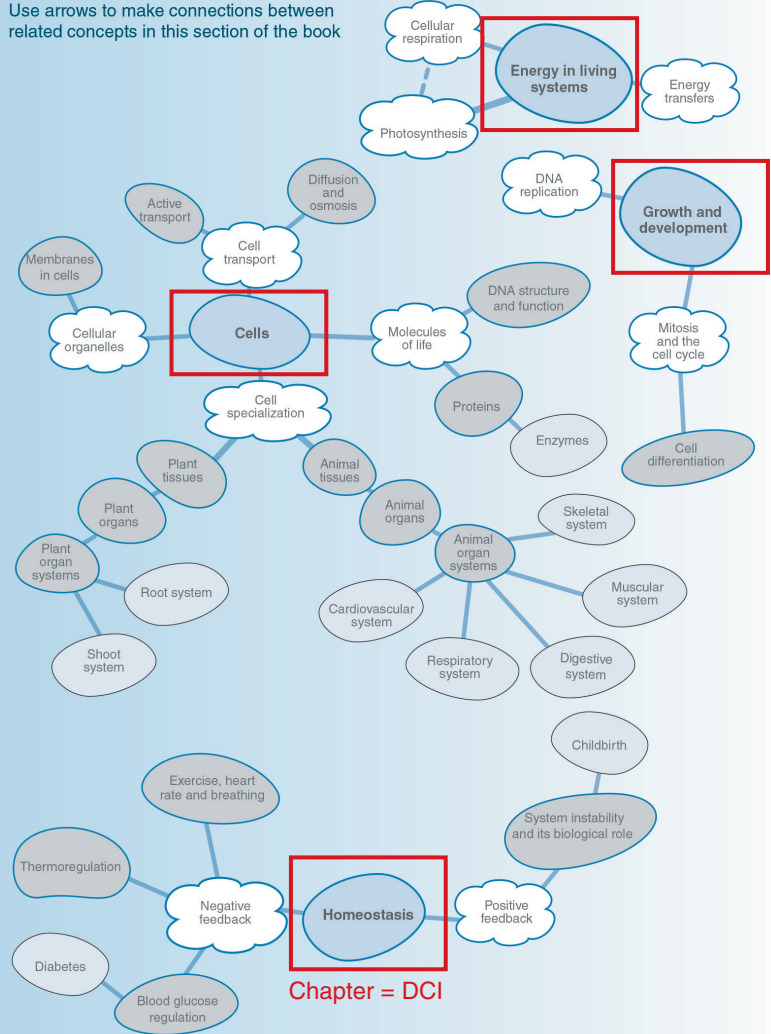 Use arrows to make connections between
related concepts in this section of the book
Cellular
respiration
Energy in living
systems
Energy
transfers
Photosynthesis
DNA
replication
Growth and
development
Mitosis
and the
cell cycle
Cell
differentiation
Active
transport
Diffusion
and
osmosis
Cell
transport
Membranes
in cells
Cellular
organelles
Cells
Molecules
of life
DNA structure
and function
Proteins
Enzymes
Cell
specialization
Plant
tissues
Plant
organs
Plant
organ
systems
Root system
Shoot
system
Animal
tissues
Animal
organs
Animal
organ
systems
Skeletal
system
Muscular
system
Digestive
system
Respiratory
system
Cardiovascular
system
Childbirth
System instability
and its biological role
Positive
feedback
Homeostasis
Negative
feedback
Exercise, heart
rate and breathing
Thermoregulation
Diabetes
Blood glucose
regulation
Chapter = DCI